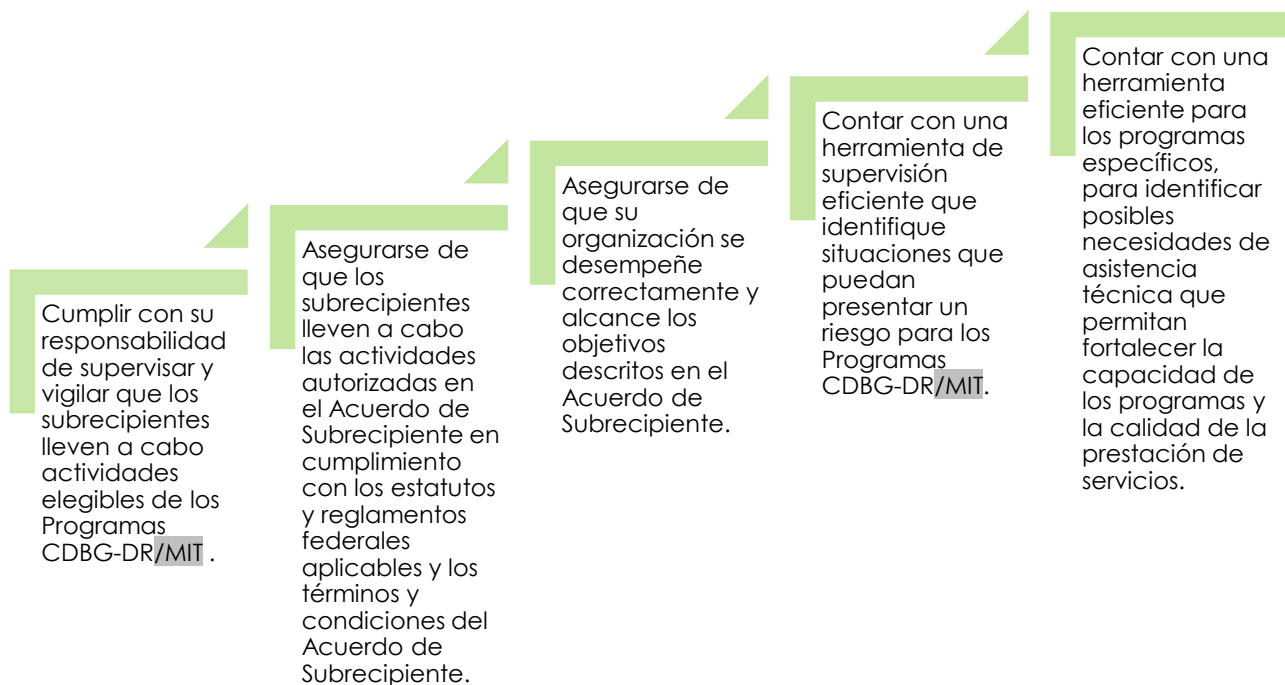 Cumplir con su
responsabilidad
de supervisar y
vigilar que los
subrecipientes
lleven a cabo
actividades
elegibles de los
Programas
CDBG-DR/MIT .
Asegurarse de
que los
subrecipientes
lleven a cabo
las actividades
autorizadas en
el Acuerdo de
Subrecipiente en
cumplimiento
con los estatutos
y reglamentos
federales
aplicables y los
términos y
condiciones del
Acuerdo de
Subrecipiente.
Asegurarse de
que su
organización se
desempeñe
correctamente y
alcance los
objetivos
descritos en el
Acuerdo de
Subrecipiente.
Contar con una
herramienta de
supervisión
eficiente que
identifique
situaciones que
puedan
presentar un
riesgo para los
Programas
CDBG-DR/MIT.
Contar con una
herramienta
eficiente para
los programas
específicos,
para identificar
posibles
necesidades de
asistencia
técnica que
permitan
fortalecer la
capacidad de
los programas y
la calidad de la
prestación de
servicios.